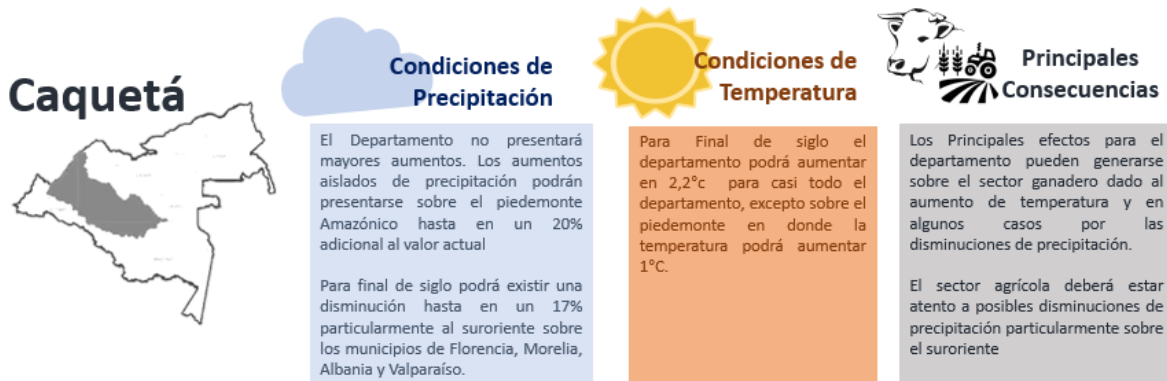 Caquetá
Condiciones de
Precipitación
El Departamento no presentará
mayores aumentos. Los aumentos
aislados de precipitación podrán
presentarse sobre el piedemonte
Amazónico hasta en un 20%
adicional al valor actual
Para final de siglo podrá existir una
disminución hasta en un 17%
particularmente al suroriente sobre
los municipios de Florencia, Morelia,
Albania y Valparaíso.
Condiciones de
Temperatura
Para Final de siglo el
departamento podrá aumentar
en 2,2°c para casi todo el
departamento, excepto sobre el
piedemonte en donde la
temperatura podrá aumentar
1°C.
Principales
Consecuencias
Los Principales efectos para el
departamento pueden generarse
sobre el sector ganadero dado al
aumento de temperatura y en
algunos casos por las
disminuciones de precipitación.
El sector agrícola deberá estar
atento a posibles disminuciones de
precipitación particularmente sobre
el suroriente